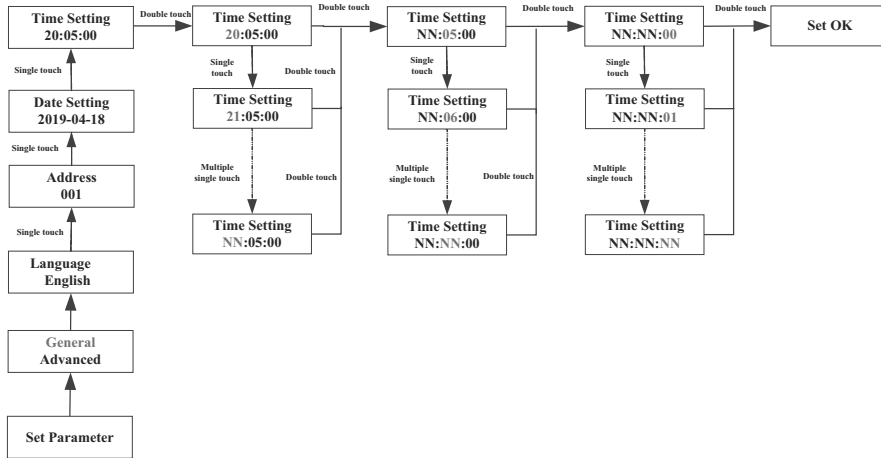 Time Setting
20:05:00
Double touch
Time Setting
20:05:00
Double touch
Time Setting
NN:05:00
Double touch
Time Setting
NN:NN:00
Double touch
Set OK
Single touch
Single
touch
Double touch
Single
touch
Double touch
Single
touch
Double touch
Date Setting
2019-04-18
Time Setting
21:05:00
Time Setting
NN:06:00
Time Setting
NN:NN:01
Single touch
Address
001
Multiple
single touch
Double touch
Multiple
single touch
Double touch
Multiple
single touch
Time Setting
NN:05:00
Time Setting
NN:NN:00
Time Setting
NN:NN:NN
Single touch
Language
English
General
Advanced
Set Parameter